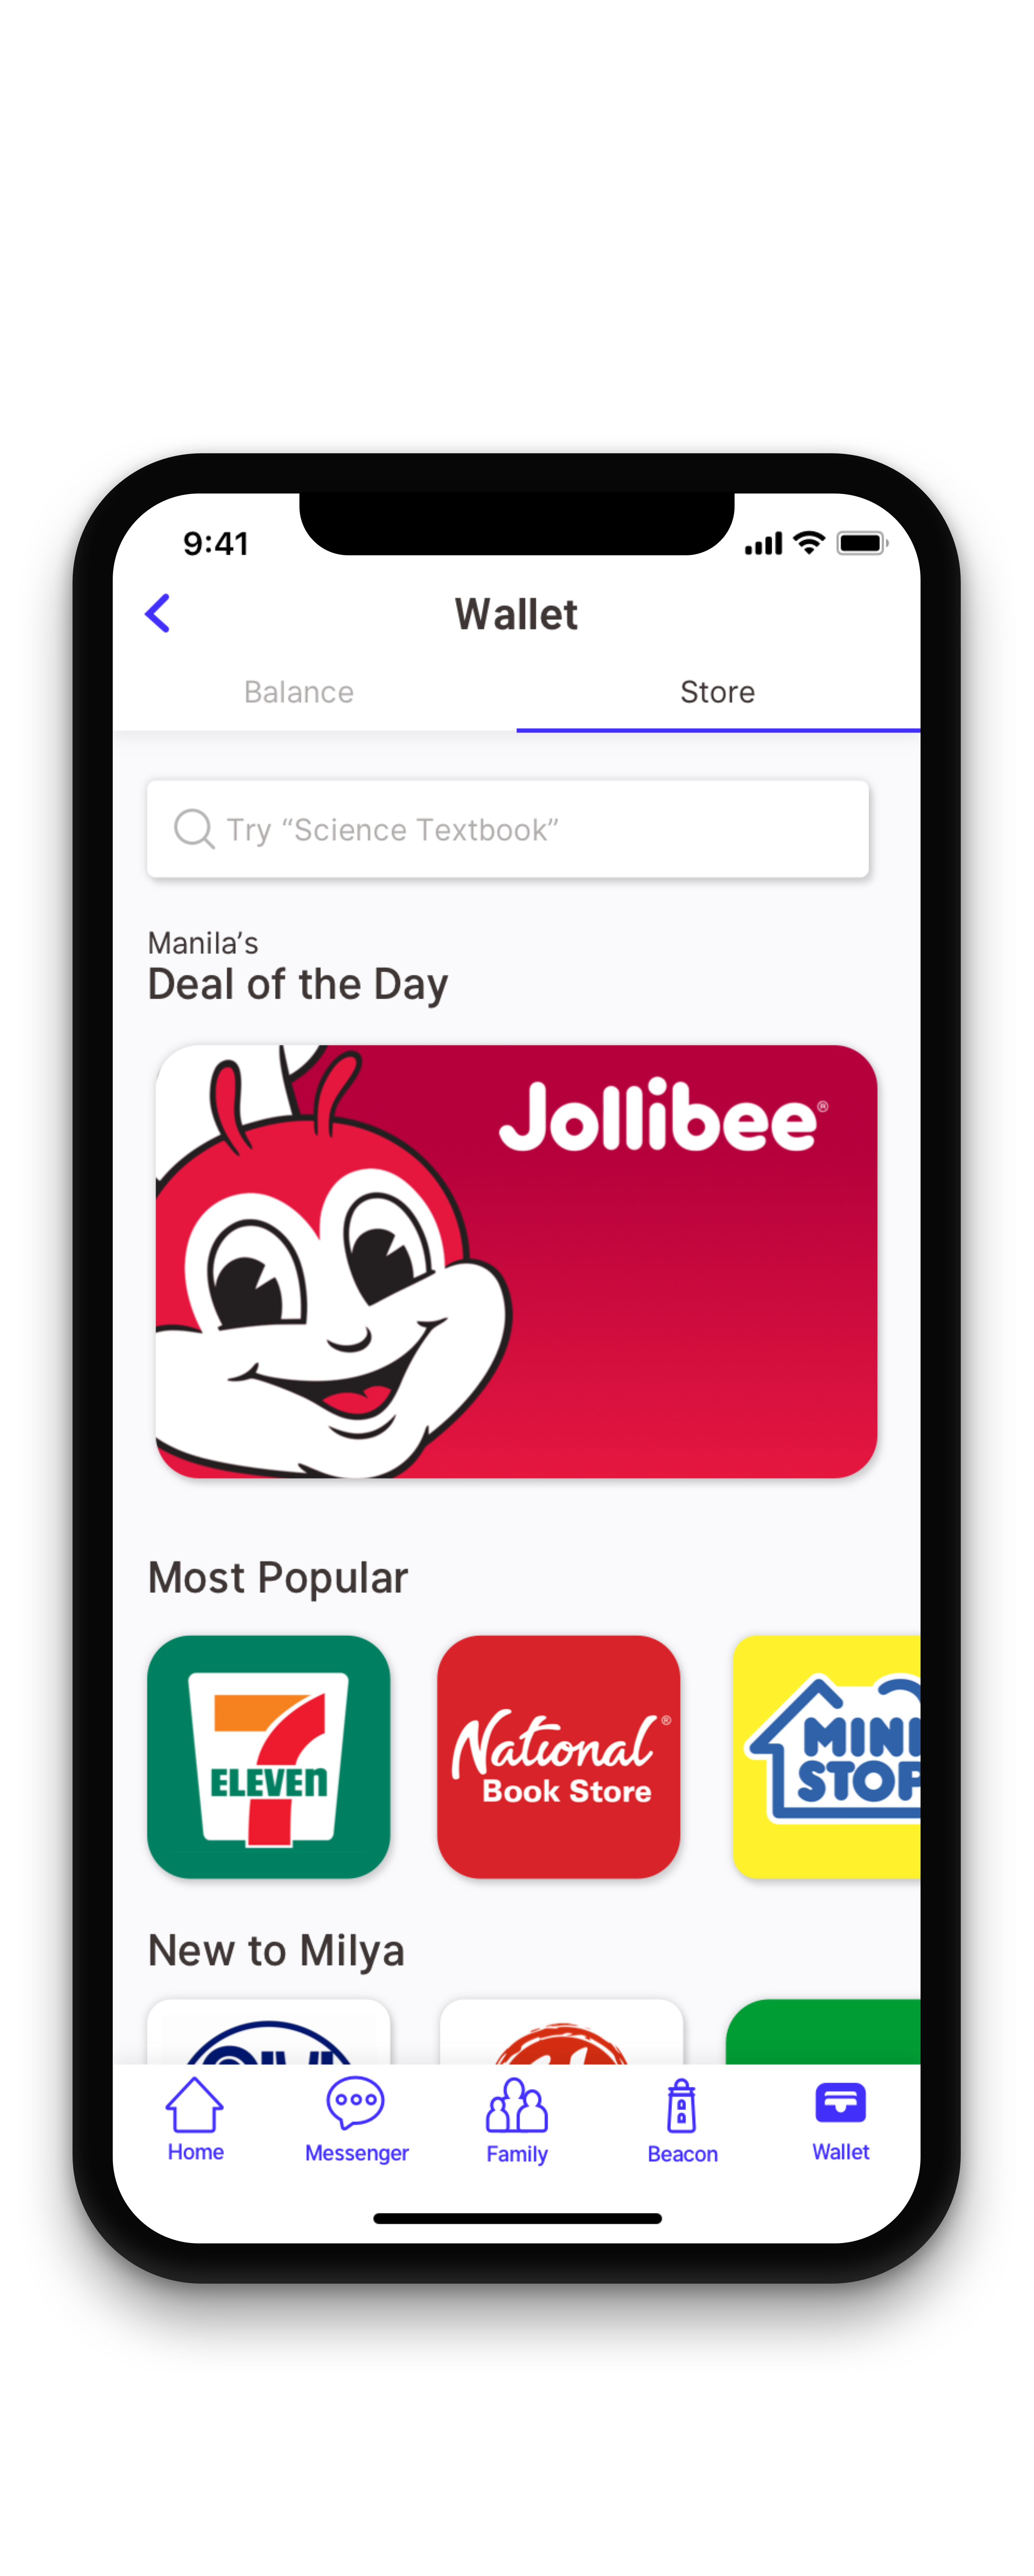 9:41
Wallet
Balance
Store
Try “Science Textbook”
Manila’s
Deal of the Day
Jollibee®
Most Popular
7
ELEVEN
National®
Book Store
MINI
STOP
New to Milya
Home
Messenger
Family
Beacon
Wallet